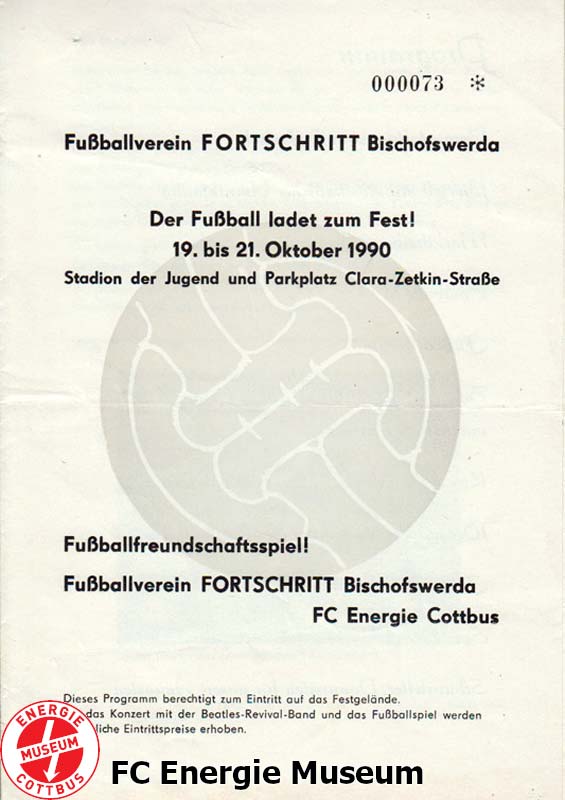 000073 *
Fußballverein FORTSCHRITT Bischofswerda
Der Fußball ladet zum Fest!
19. bis 21. Oktober 1990
Stadion der Jugend und Parkplatz Clara-Zetkin-Straße
Fußballfreundschaftsspiel!
Fußballverein FORTSCHRITT Bischofswerda
FC Energie Cottbus
Dieses Programm berechtigt zum Eintritt auf das Festgelände.
das Konzert mit der Beatles-Revival-Band und das Fußballspiel werden
liche Eintrittspreise erhoben.
ENERGIE
MUSEUM
COTTBUS
FC Energie Museum